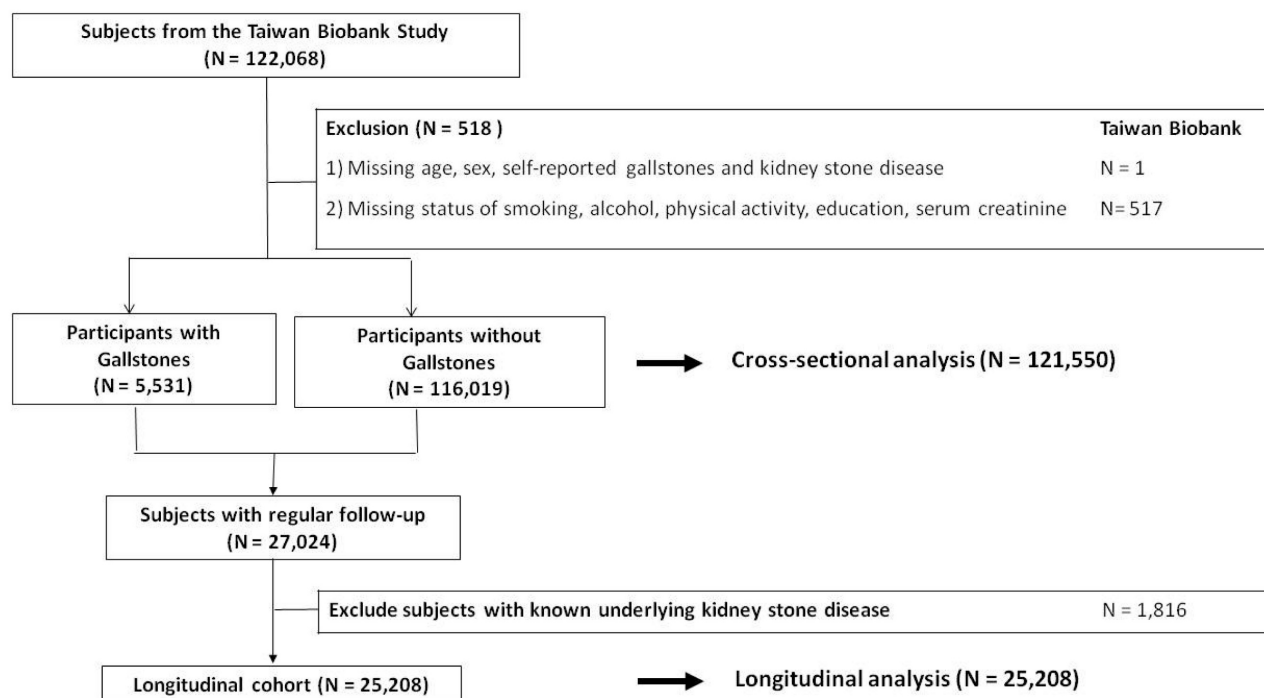 Subjects from the Taiwan Biobank Study
(N = 122,068)
Exclusion (N = 518 ) Taiwan Biobank
1) Missing age, sex, self-reported gallstones and kidney stone disease N = 1
2) Missing status of smoking, alcohol, physical activity, education, serum creatinine N= 517
Participants with
Gallstones
(N = 5,531)
Participants without
Gallstones
(N = 116,019)
Cross-sectional analysis (N = 121,550)
Subjects with regular follow-up
(N = 27,024)
Exclude subjects with known underlying kidney stone disease N = 1,816
Longitudinal cohort (N = 25,208)
Longitudinal analysis (N = 25,208)